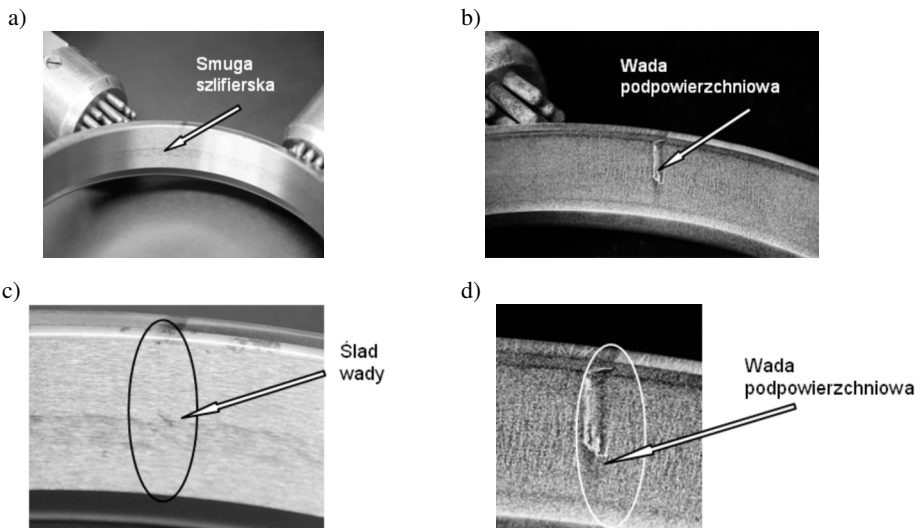 a)
Smuga
szlifierska
b)
Wada
podpowierzchniowa
c)
Ślad
wady
d)
Wada
podpowierzchniowa